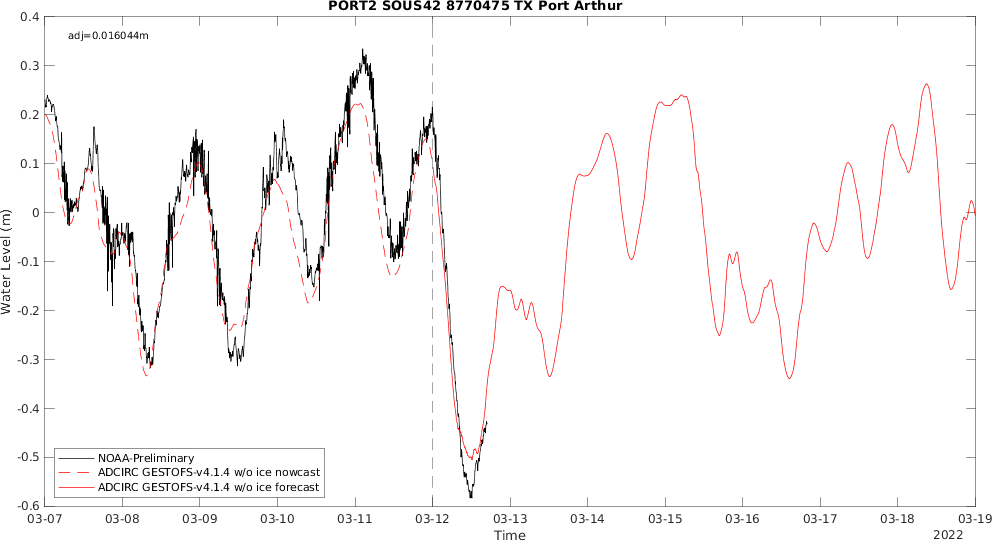 PORT2 SOUS42 8770475 TX Port Arthur
adj=0.016044m
0.4
0.3
0.2
0.1
0
-0.1
-0.2
-0.3
-0.4
-0.5
-0.6
Water Level (m)
NOAA-Preliminary
ADCIRC GESTOFS-v4.1.4 w/o ice nowcast
ADCIRC GESTOFS-v4.1.4 w/o ice forecast
03-07 03-08 03-09 03-10 03-11 03-12 03-13 03-14 03-15 03-16 03-17 03-18 03-19
Time
2022